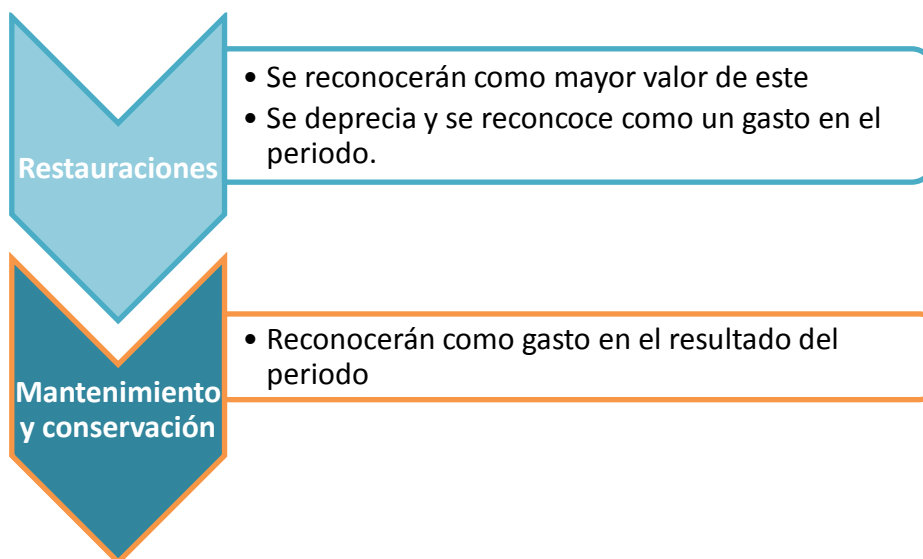 Restauraciones
• Se reconocerán como mayor valor de este
• Se deprecia y se reconcoce como un gasto en el
periodo.
Mantenimiento
y conservación
• Reconocerán como gasto en el resultado del
periodo